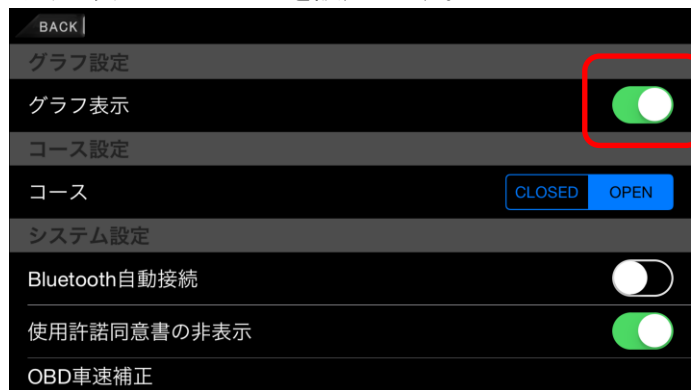 BACK
グラフ設定
グラフ表示
コース設定
コース CLOSED OPEN
システム設定
Bluetooth自動接続
使用許諾同意書の非表示
OBD車速補正